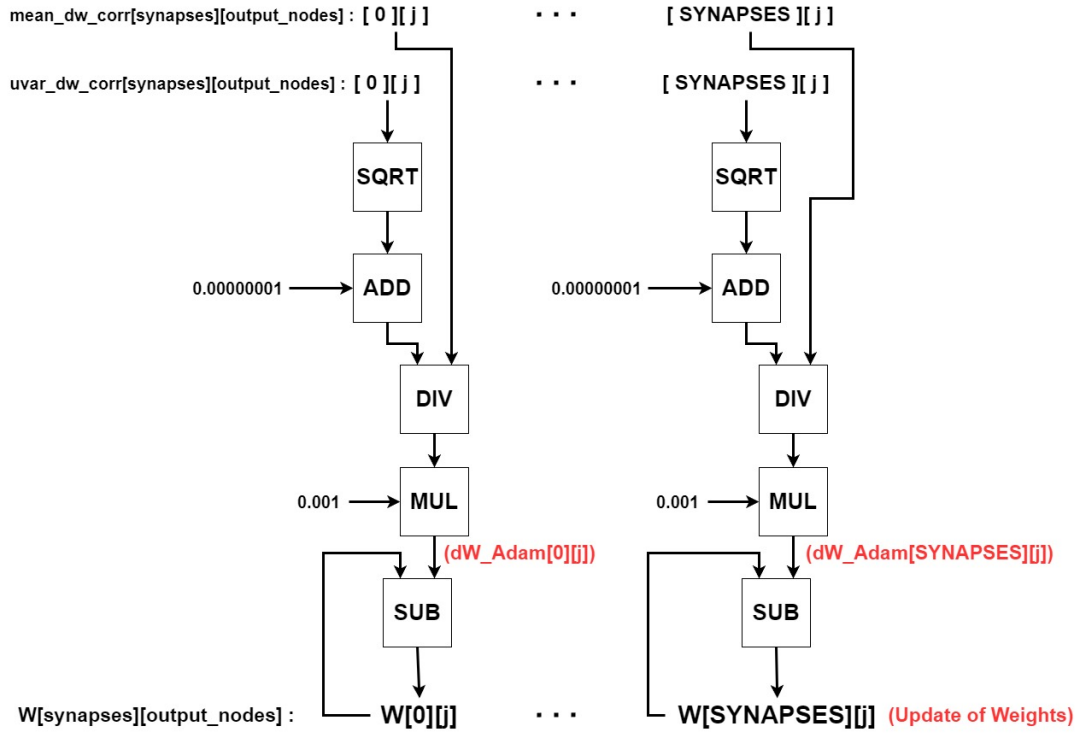 mean_dw_corr[synapses][output_nodes] : [ 0 ][ j ] . . . [ SYNAPSES ][ j ]
uvar_dw_corr[synapses][output_nodes] : [ 0 ][ j ] . . . [ SYNAPSES ][ j ]
SQRT SQRT
0.00000001 ADD 0.00000001 ADD
DIV DIV
0.001 MUL 0.001 MUL
(dW_Adam[0][j]) (dW_Adam[SYNAPSES][j])
SUB SUB
W[synapses][output_nodes] : W[0][j] . . . W[SYNAPSES][j] (Update of Weights)